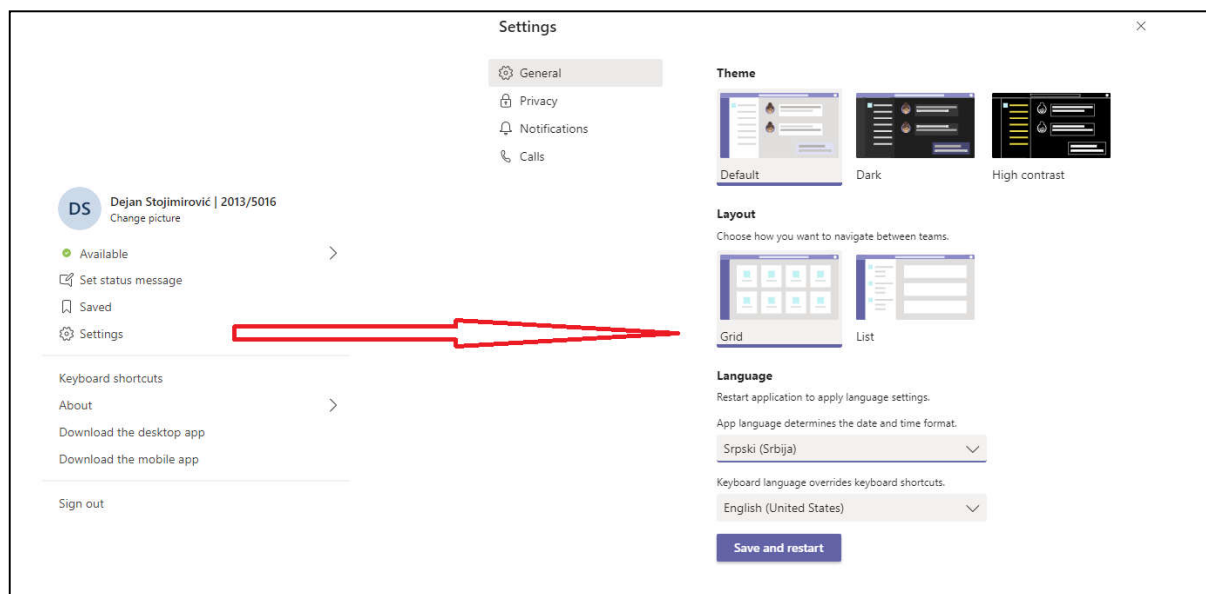 Settings
General
Privacy
Notifications
Calls
DS
Dejan Stojimirović | 2013/5016
Change picture
Available
Set status message
Saved
Settings
Keyboard shortcuts
About
Download the desktop app
Download the mobile app
Sign out
Theme
Default
Dark
High contrast
Layout
Choose how you want to navigate between teams.
Grid
List
Language
Restart application to apply language settings.
App language determines the date and time format.
Srpski (Srbija)
Keyboard language overrides keyboard shortcuts.
English (United States)
Save and restart